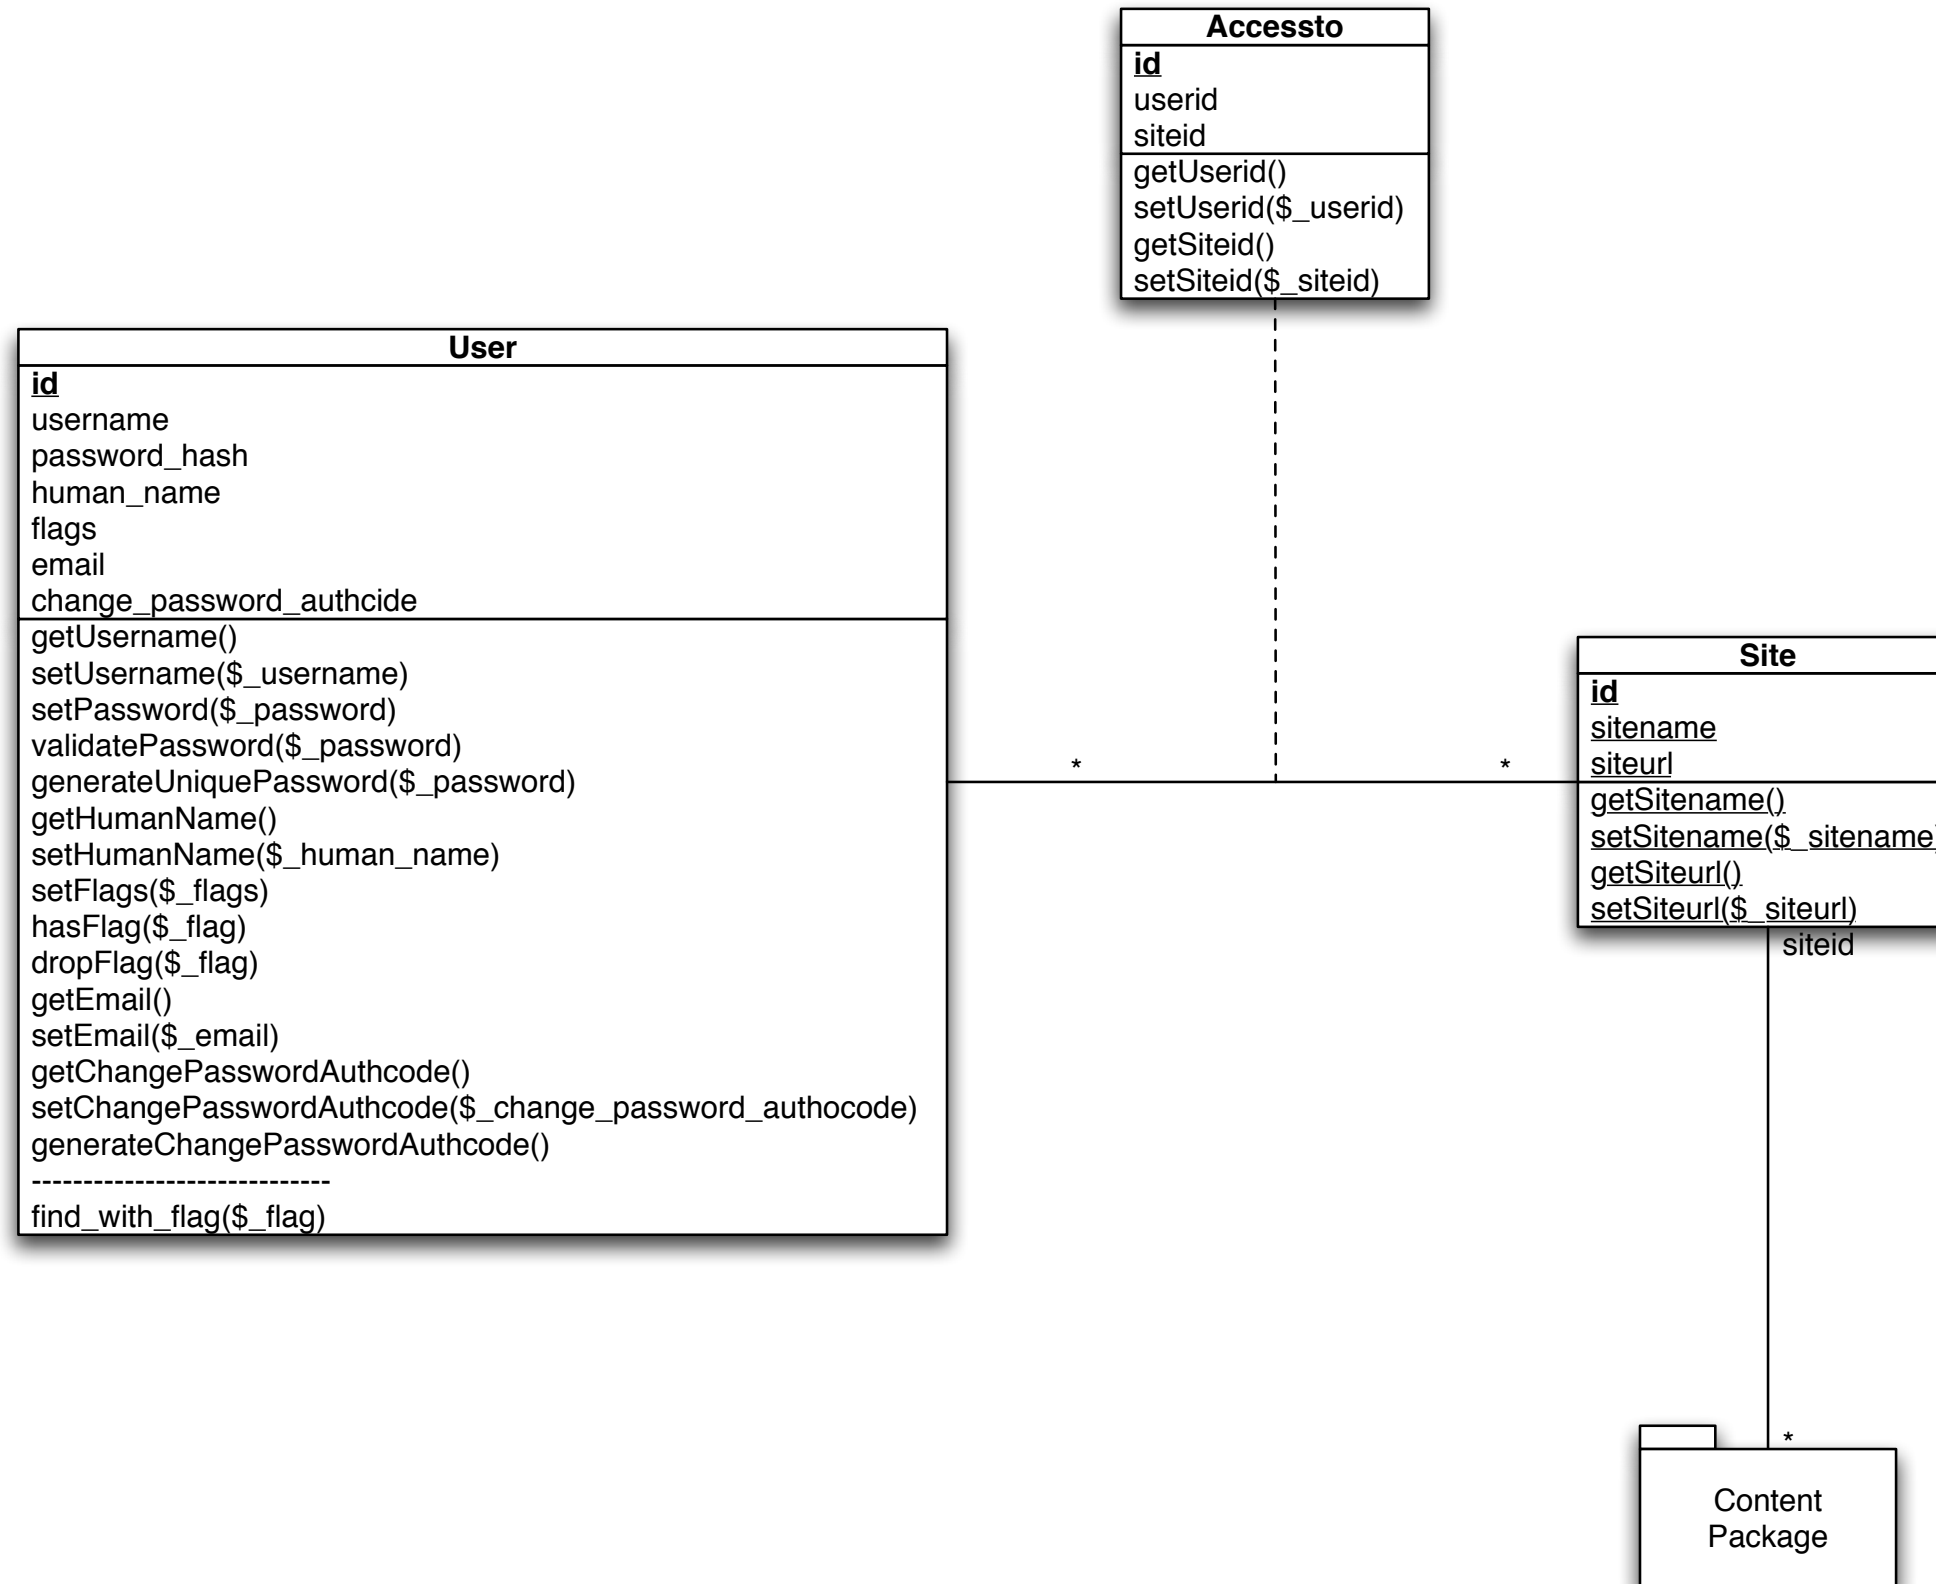 Accessto
id
userid
siteid
getUserid()
setUserid($_userid)
getSiteid()
setSiteid($_siteid)
User
id
username
password_hash
human_name
flags
email
change_password_authcide
getUsername()
setUsername($_username)
setPassword($_password)
validatePassword($_password)
generateUniquePassword($_password)
getHumanName()
setHumanName($_human_name)
setFlags($_flags)
hasFlag($_flag)
dropFlag($_flag)
getEmail()
setEmail($_email)
getChangePasswordAuthcode()
setChangePasswordAuthcode($_change_password_authocode)
generateChangePasswordAuthcode()
----------------------------
find_with_flag($_flag)
*
*
Site
id
sitename
siteurl
getSitename()
setSitename($_sitename)
getSiteurl()
setSiteurl($_siteurl)
siteid
*
Content
Package